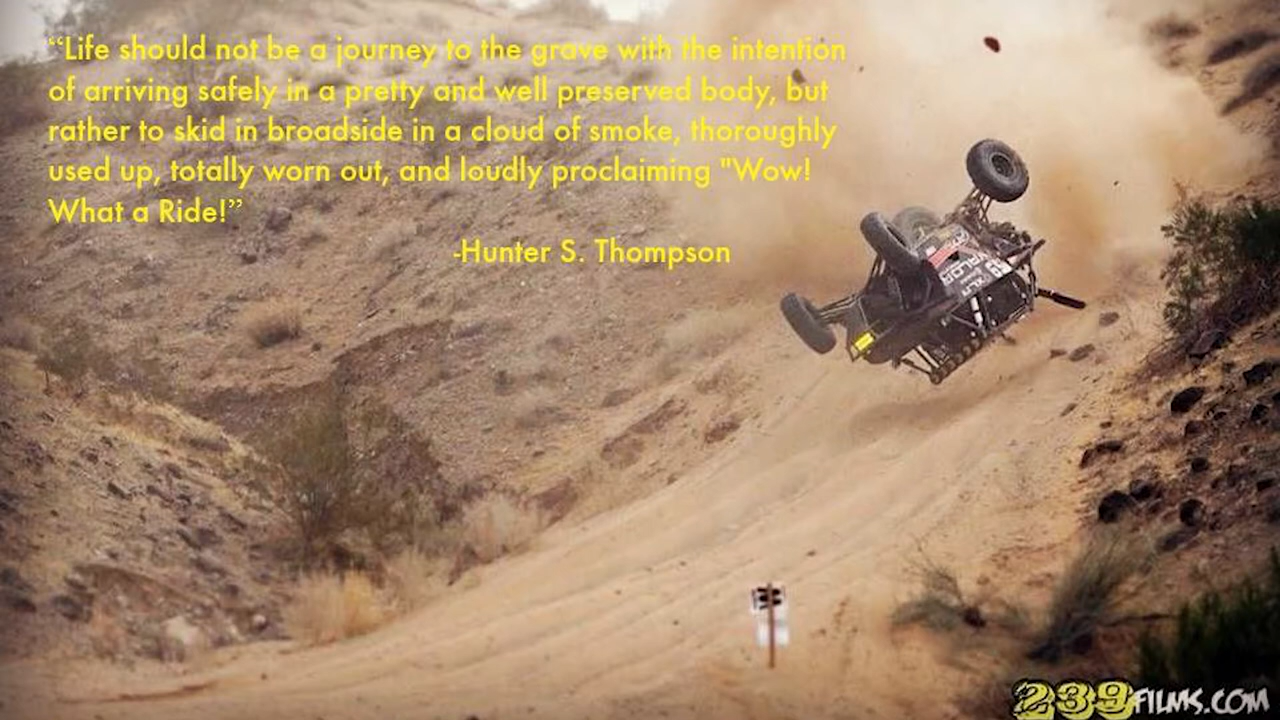 “Life should not be a journey to the grave with the intention
of arriving safely in a pretty and well preserved body, but
rather to skid in broadside in a cloud of smoke, thoroughly
used up, totally worn out, and loudly proclaiming "Wow!
What a Ride!”
-Hunter S. Thompson
239FILMS.COM